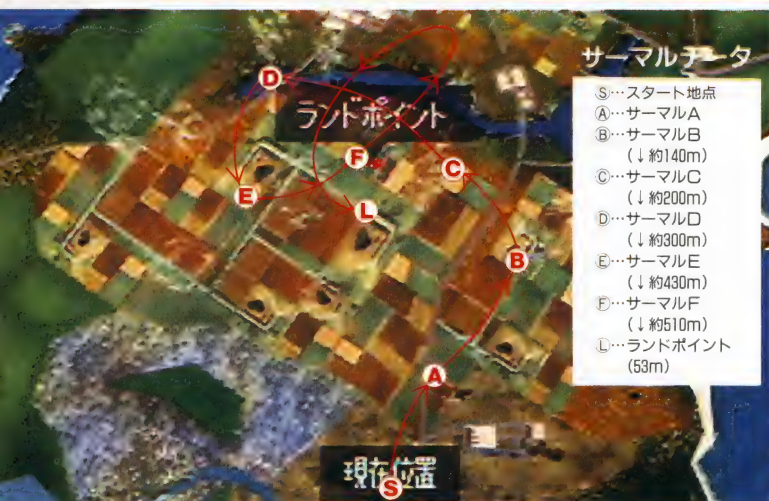 サーマルデータ
Ⓢ…スタート地点
Ⓐ…サーマルA
Ⓑ…サーマルB
(↓約140m)
Ⓒ…サーマルC
(↓約200m)
Ⓓ…サーマルD
(↓約300m)
Ⓔ…サーマルE
(↓約430m)
Ⓕ…サーマルF
(↓約510m)
Ⓛ…ランドポイント
(53m)
D
ランドポイント
F
C
E
L
B
A
現在位置
S